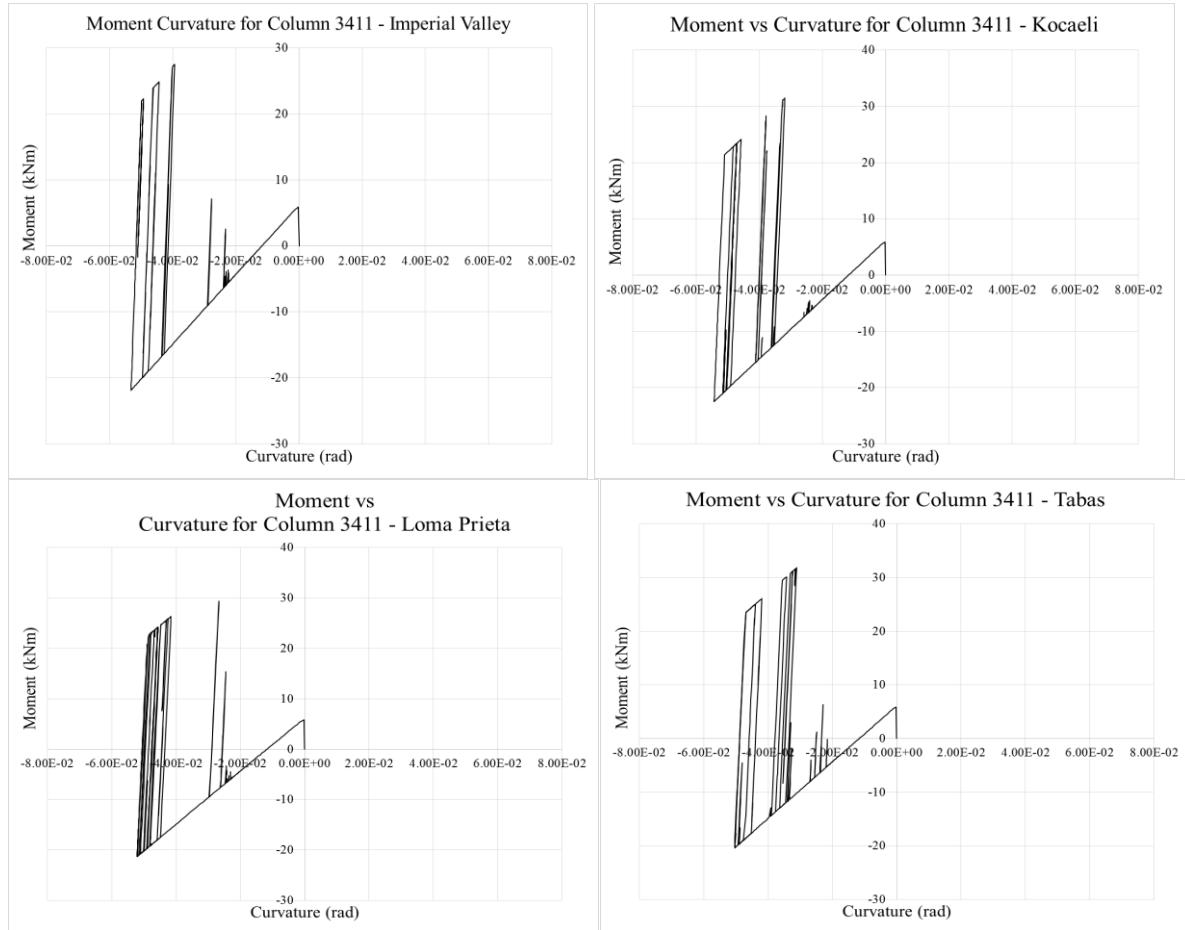 Moment Curvature for Column 3411 - Imperial Valley
30
20
10
0
-10
-20
-30
-8.00E-02 -6.00E-02 -4.00E-02 -2.00E-02 0.00E+00 2.00E-02 4.00E-02 6.00E-02 8.00E-02
Moment (kNm)
Curvature (rad)
Moment vs Curvature for Column 3411 - Kocaeli
40
30
20
10
0
-10
-20
-30
-8.00E-02 -6.00E-02 -4.00E-02 -2.00E-02 0.00E+00 2.00E-02 4.00E-02 6.00E-02 8.00E-02
Moment (kNm)
Curvature (rad)
Moment vs
Curvature for Column 3411 - Loma Prieta
40
30
20
10
0
-10
-20
-30
-8.00E-02 -6.00E-02 -4.00E-02 -2.00E-02 0.00E+00 2.00E-02 4.00E-02 6.00E-02 8.00E-02
Moment (kNm)
Curvature (rad)
Moment vs Curvature for Column 3411 - Tabas
40
30
20
10
0
-10
-20
-30
-8.00E-02 -6.00E-02 -4.00E-02 -2.00E-02 0.00E+00 2.00E-02 4.00E-02 6.00E-02 8.00E-02
Moment (kNm)
Curvature (rad)